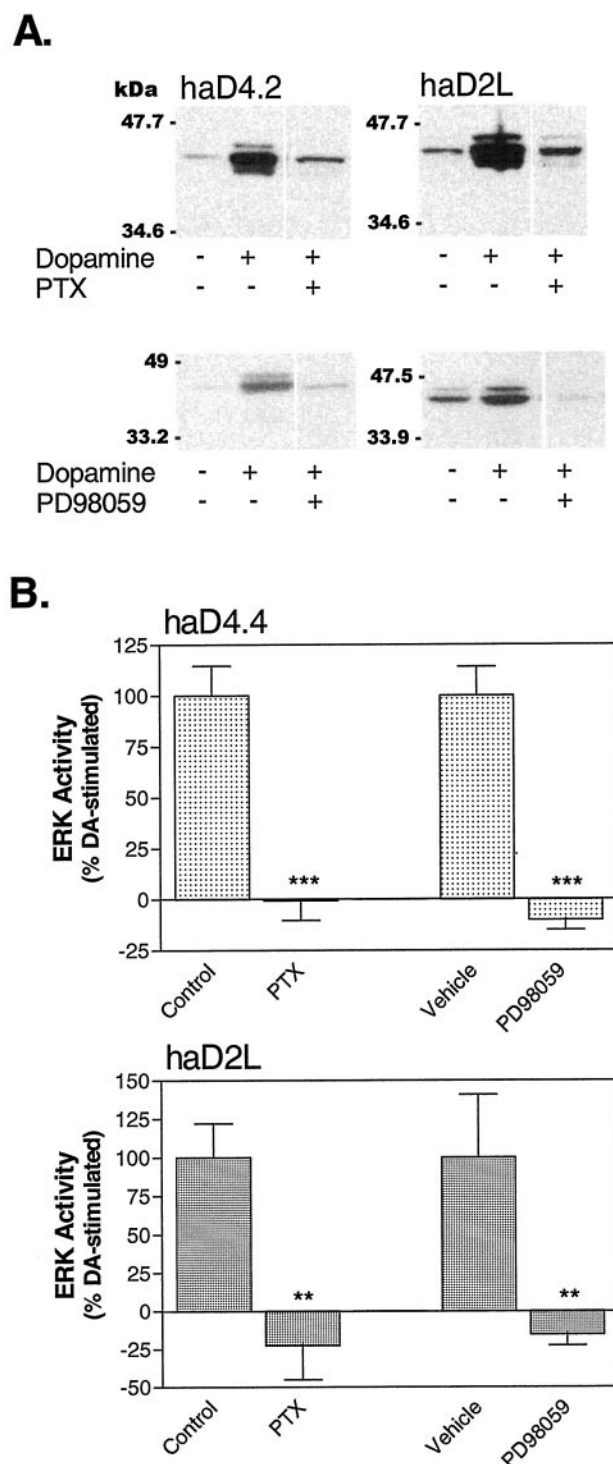 A.
kDa haD4.2 haD2L
47.7 - 47.7 -
34.6 - 34.6 -
Dopamine - + + - + +
PTX - - + - - +
49 - 47.5 -
33.2 - 33.9 -
Dopamine - + + - + +
PD98059 - - + - - +
B.
haD4.4
ERK Activity
(% DA-stimulated)
125
100
75
50
25
0
-25
*** ***
Control PTX Vehicle PD98059
haD2L
ERK Activity
(% DA-stimulated)
150
125
100
75
50
25
0
-25
-50
** **
Control PTX Vehicle PD98059